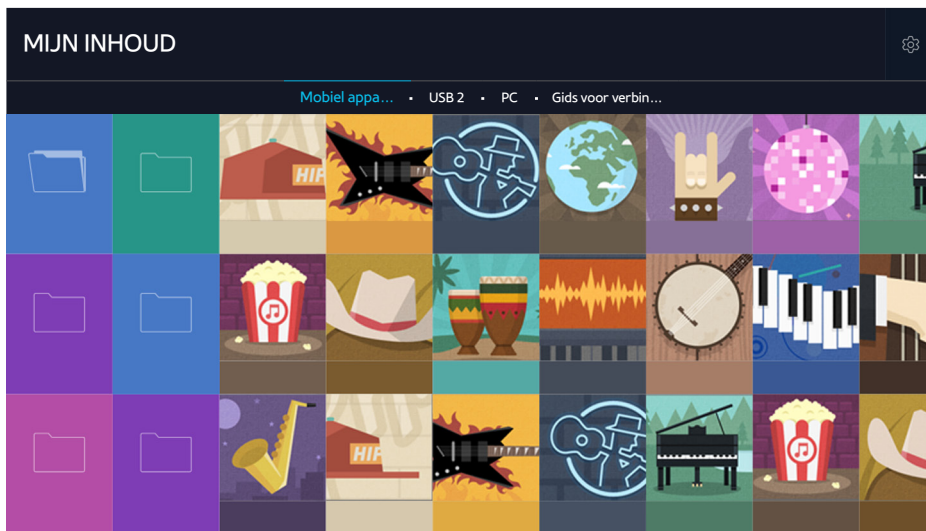 MIJN INHOUD
Mobiel appa... • USB 2 • PC • Gids voor verbin...
HIP
HIP